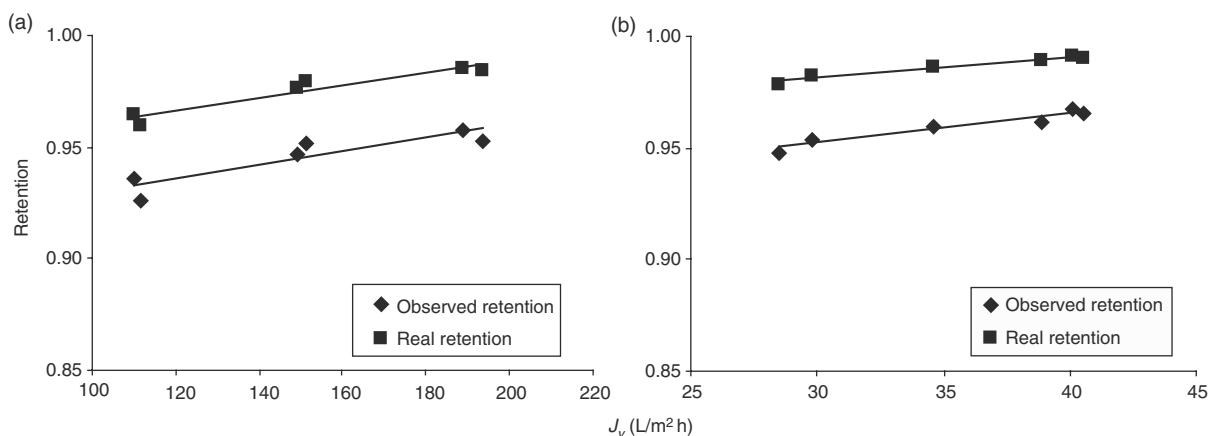 (a)
1.00
0.95
0.90
0.85
Retention
Observed retention
Real retention
100 120 140 160 180 200 220
(b)
1.00
0.95
0.90
0.85
Observed retention
Real retention
25 30 35 40 45
Jv (L/m² h)